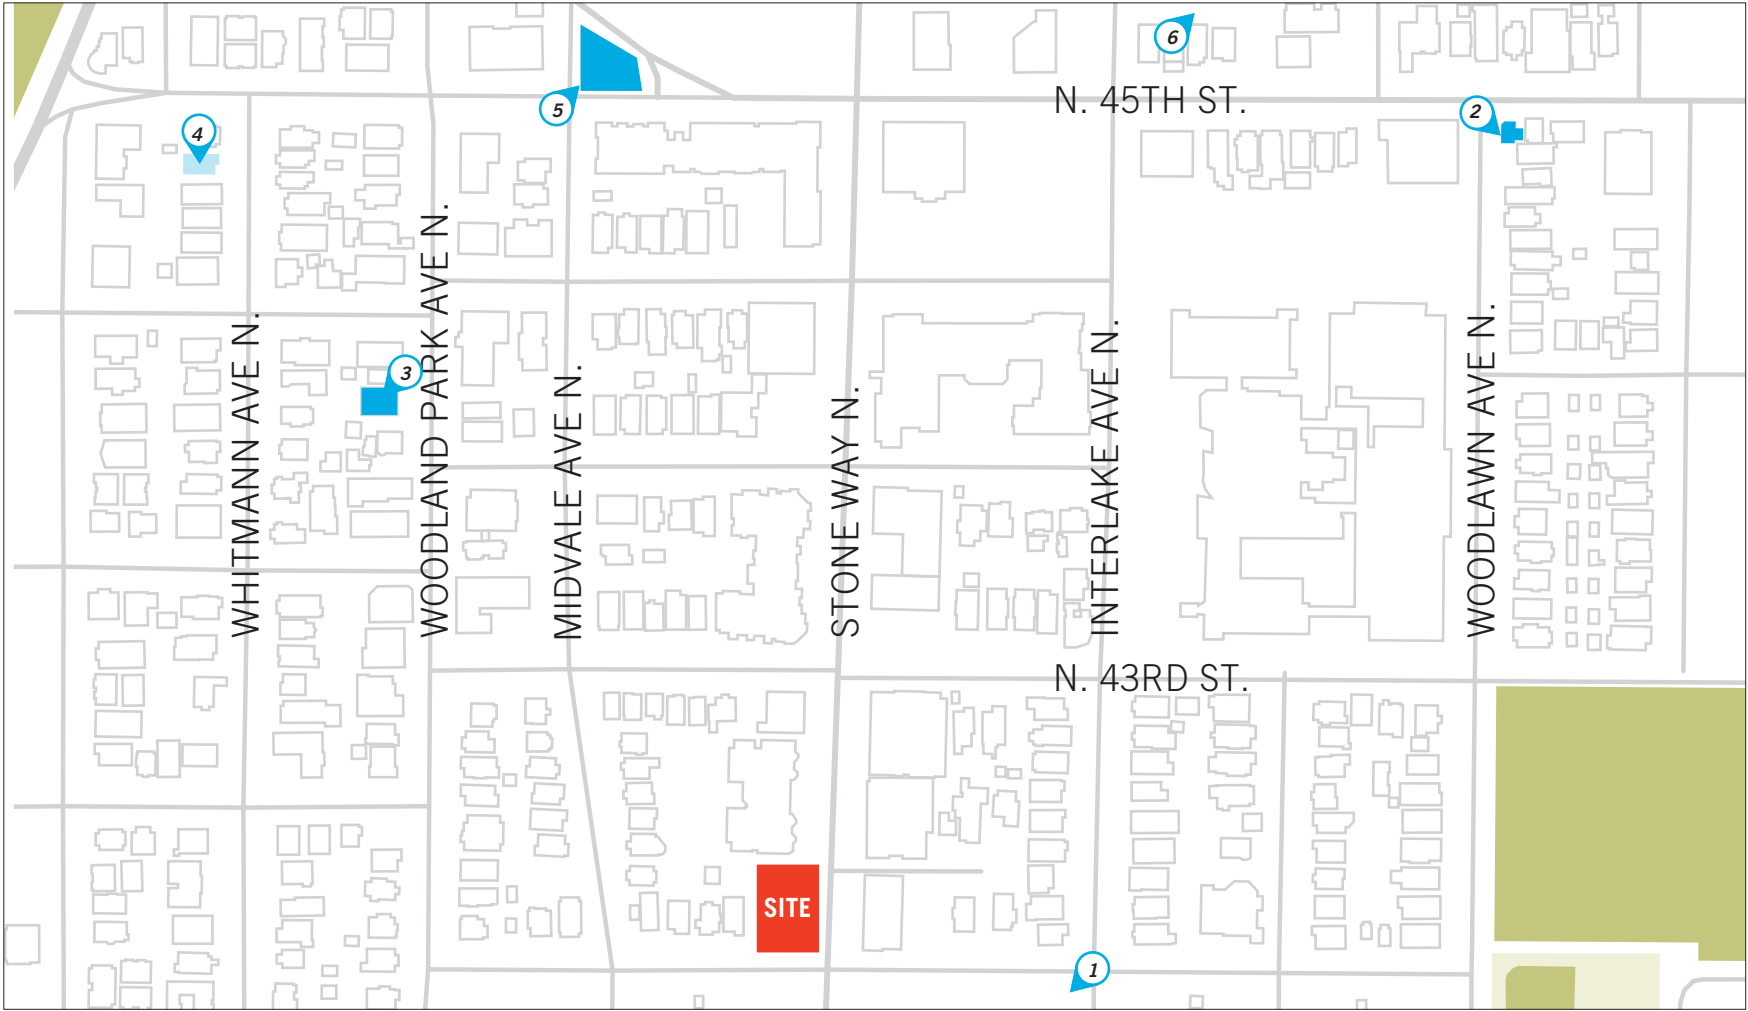 6
N. 45TH ST.
5
2
4
3
WHITMANN AVE N.
WOODLAND PARK AVE N.
MIDVALE AVE N.
STONE WAY N.
INTERLAKE AVE N.
WOODLAWN AVE N.
N. 43RD ST.
SITE
1